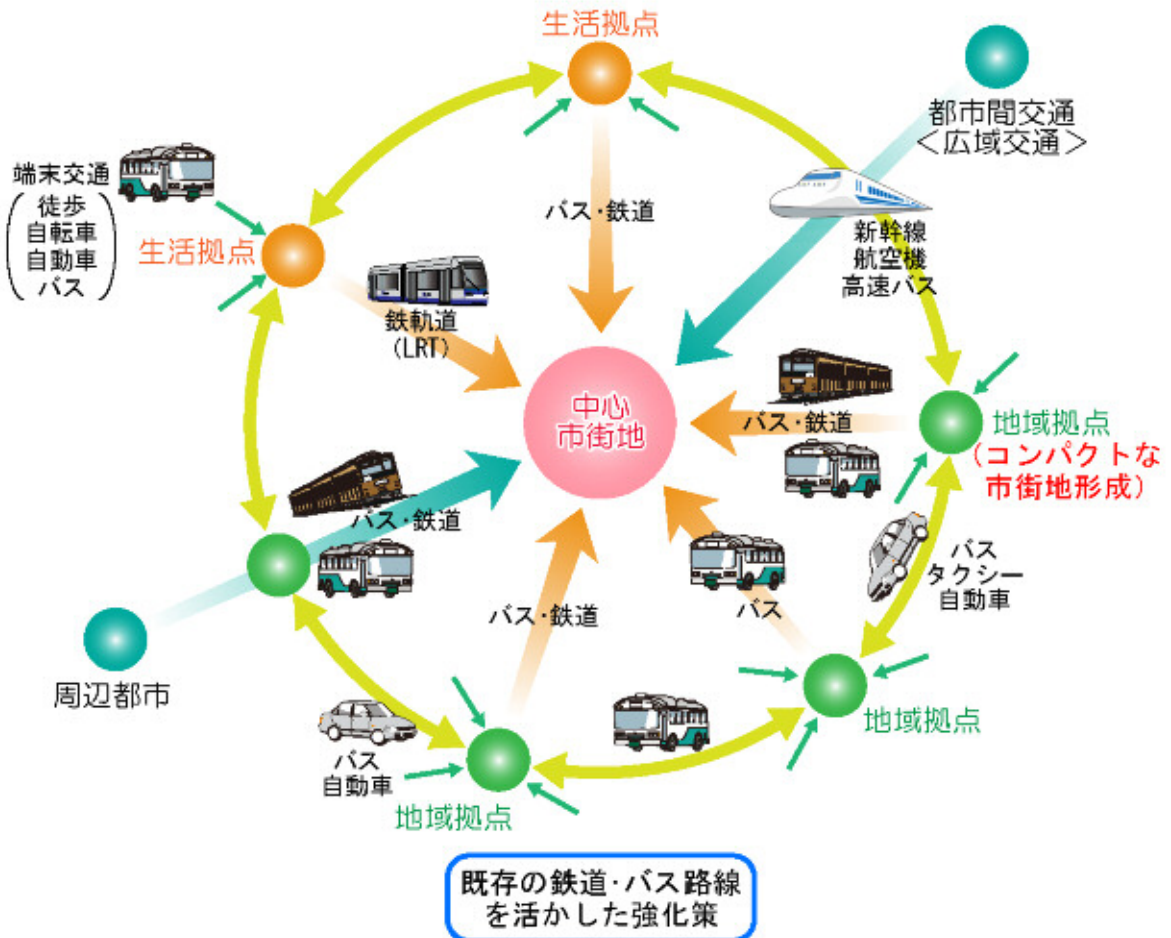 生活拠点
都市間交通
<広域交通>
端末交通
徒歩
自転車
自動車
バス
生活拠点
バス・鉄道
新幹線
航空機
高速バス
鉄軌道
(LRT)
中心
市街地
バス・鉄道
地域拠点
(コンパクトな
市街地形成)
バス・鉄道
バス
タクシー
自動車
バス・鉄道
バス
周辺都市
地域拠点
バス
自動車
地域拠点
既存の鉄道・バス路線
を活かした強化策